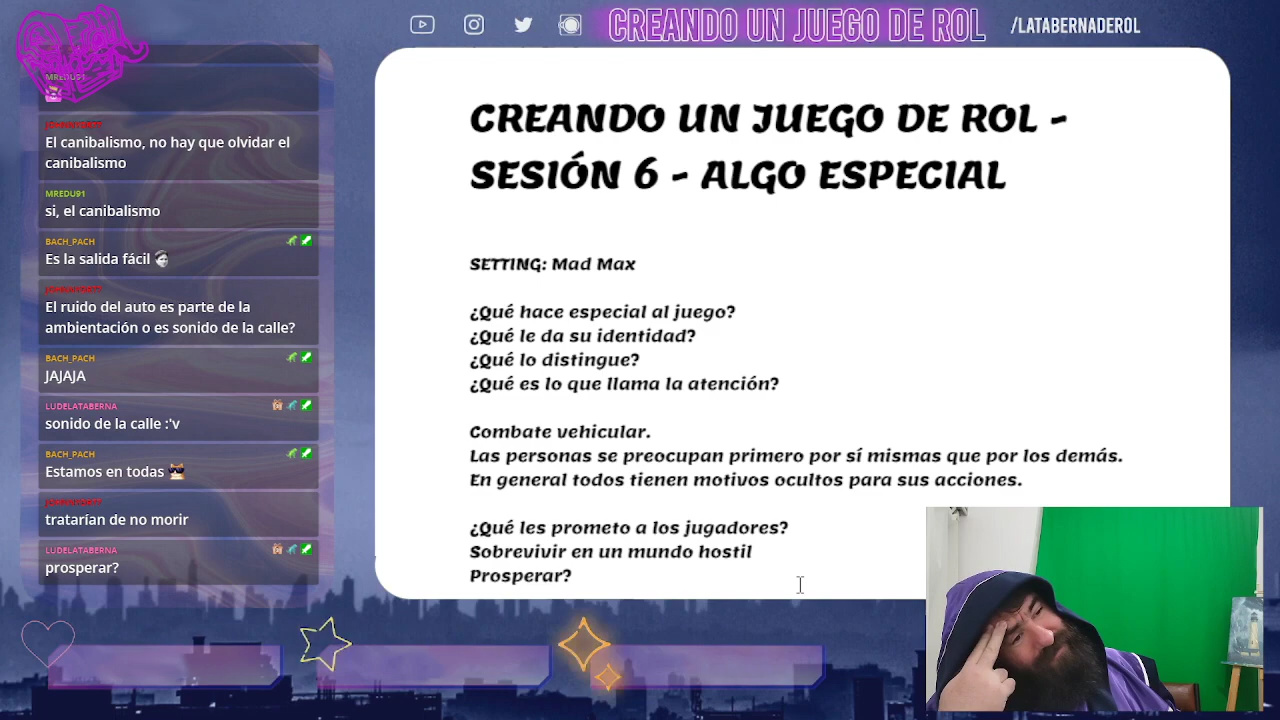 CREANDO UN JUEGO DE ROL
/LATABERNADEROL
MREDU91
El canibalismo, no hay que olvidar el
canibalismo
MREDU91
si, el canibalismo
BACH_PACH
Es la salida fácil
El ruido del auto es parte de la
ambientación o es sonido de la calle?
BACH_PACH
JAJAJA
LUDELATABERNA
sonido de la calle :'v
BACH_PACH
Estamos en todas
tratarían de no morir
LUDELATABERNA
prosperar?
CREANDO UN JUEGO DE ROL -
SESIÓN 6 - ALGO ESPECIAL
SETTING: Mad Max
¿Qué hace especial al juego?
¿Qué le da su identidad?
¿Qué lo distingue?
¿Qué es lo que llama la atención?
Combate vehicular.
Las personas se preocupan primero por sí mismas que por los demás.
En general todos tienen motivos ocultos para sus acciones.
¿Qué les prometo a los jugadores?
Sobrevivir en un mundo hostil
Prosperar?